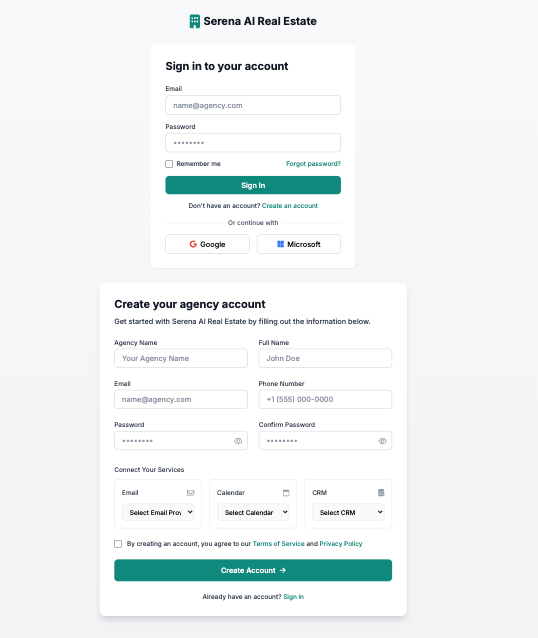 Serena AI Real Estate
Sign in to your account
Email
name@agency.com
Password
••••••••
Remember me Forgot password?
Sign In
Don't have an account? Create an account
Or continue with
Google Microsoft
Create your agency account
Get started with Serena AI Real Estate by filling out the information below.
Agency Name Full Name
Your Agency Name John Doe
Email Phone Number
name@agency.com +1 (555) 000-0000
Password Confirm Password
•••••••• ••••••••
Connect Your Services
Email Calendar CRM
Select Email Prov Select Calendar Select CRM
By creating an account, you agree to our Terms of Service and Privacy Policy
Create Account →
Already have an account? Sign in